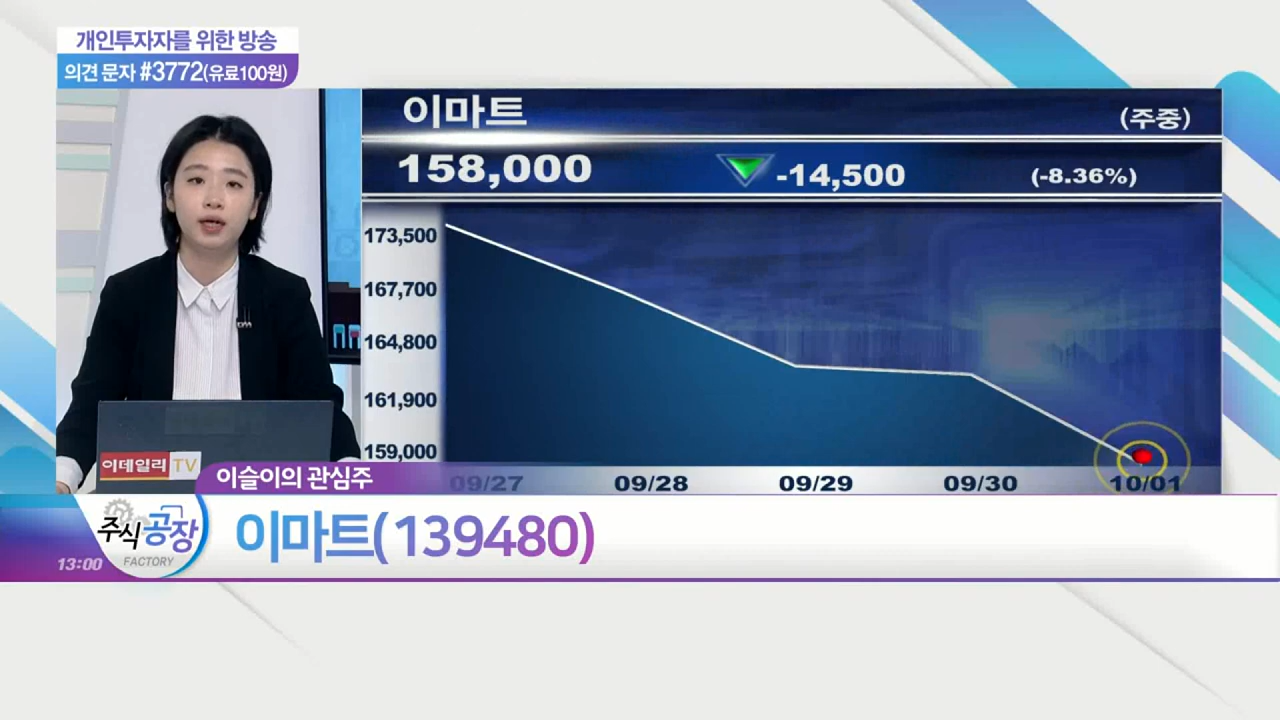 개인투자자를 위한 방송
의견 문자 #3772(유료100원)
이마트 (주중)
158,000 -14,500 (-8.36%)
173,500
167,700
164,800
161,900
159,000
09/27 09/28 09/29 09/30 10/01
이데일리 TV
이슬이의 관심주
주식공장
FACTORY
이마트(139480)
13:00